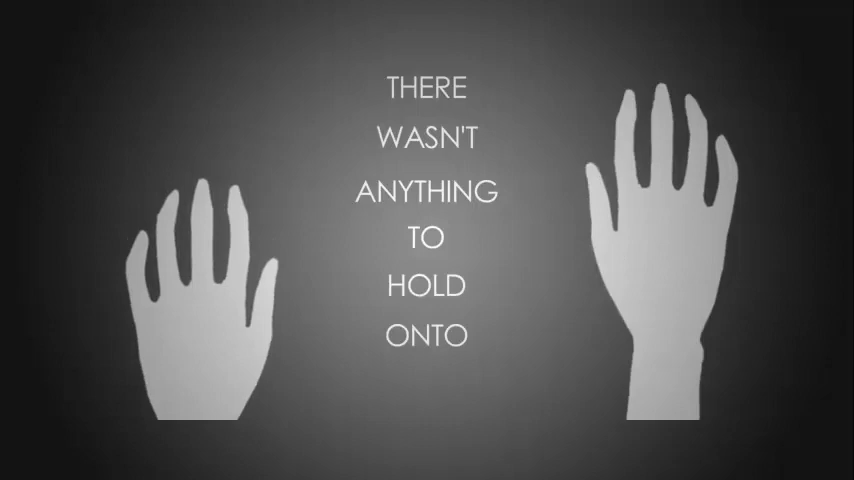 THERE
WASN'T
ANYTHING
TO
HOLD
ONTO